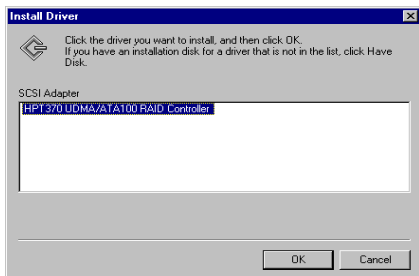 Install Driver
Click the driver you want to install, and then click OK.
If you have an installation disk for a driver that is not in the list, click Have
Disk.
SCSI Adapter
HPT370 UDMA/ATA100 RAID Controller
OK
Cancel